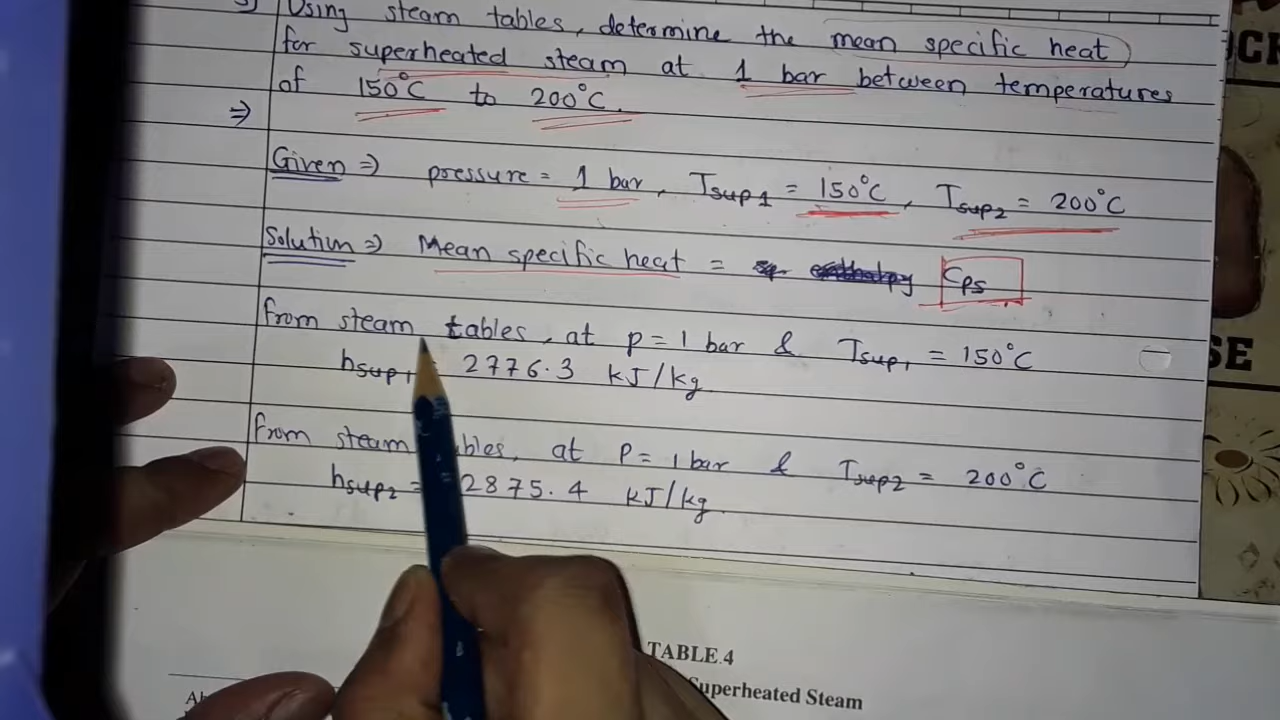 Using steam tables, determine the mean specific heat
for superheated steam at 1 bar between temperatures
of 150°C to 200°C.
⇒
Given ⇒ pressure = 1 bar, Tsup1 = 150°C, Tsup2 = 200°C
Solution ⇒ Mean specific heat = Cps
from steam tables, at p = 1 bar & Tsup1 = 150°C
hsup1 = 2776.3 KJ/kg
from steam tables, at P = 1 bar & Tsup2 = 200°C
hsup2 = 2875.4 KJ/kg
TABLE 4
Superheated Steam
SE